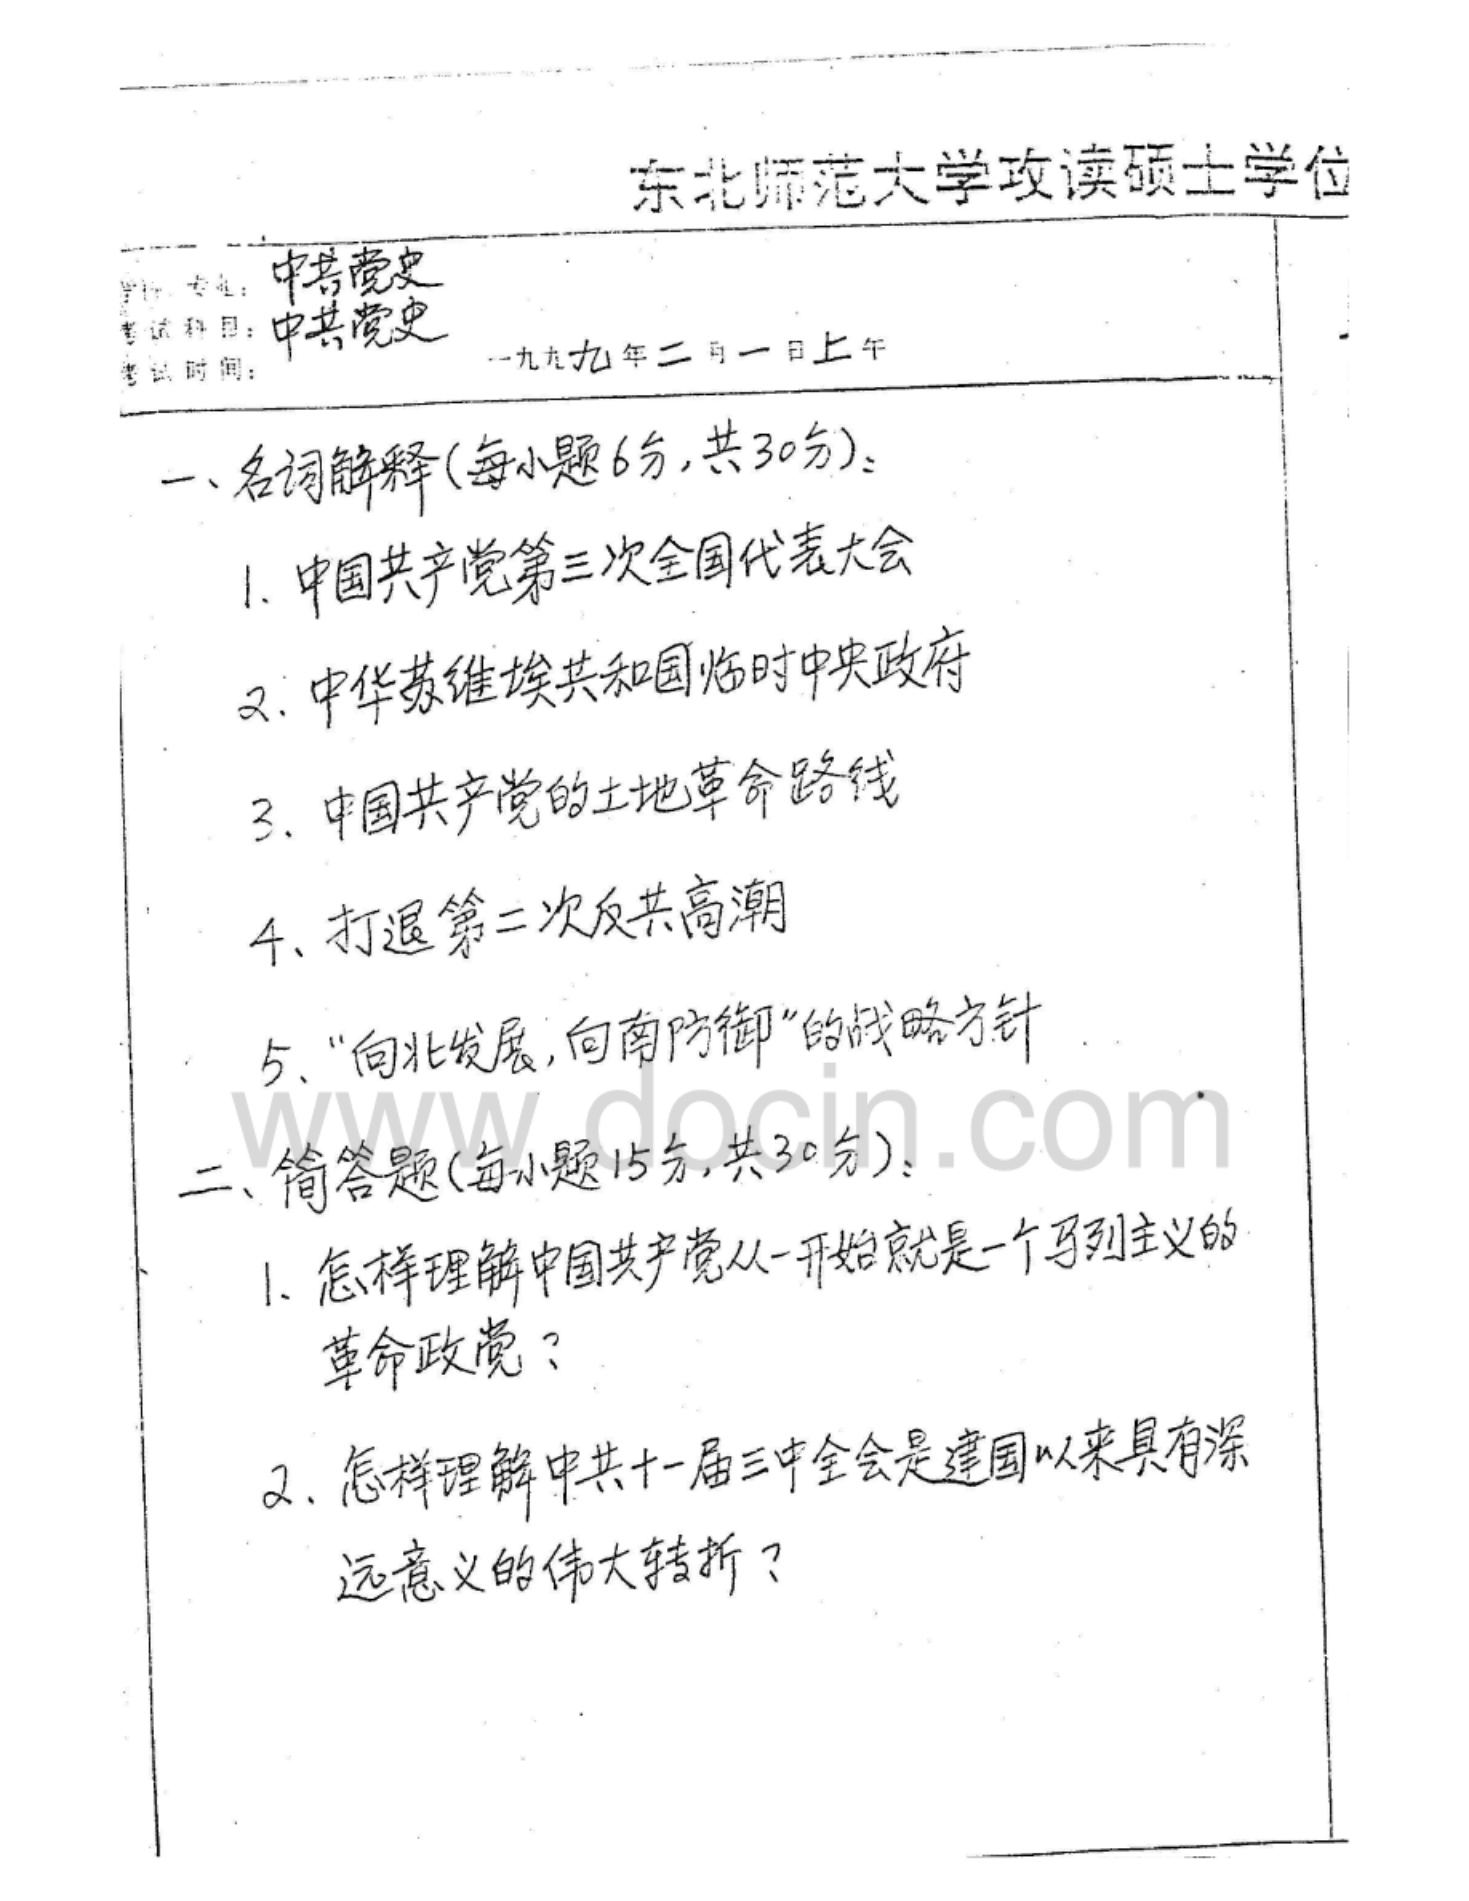 东北师范大学攻读硕士学位
专业: 中共党史
考试科目: 中共党史
考试时间: 一九九九年二月一日上午
一、名词解释(每小题6分,共30分):
1. 中国共产党第三次全国代表大会
2. 中华苏维埃共和国临时中央政府
3. 中国共产党的土地革命路线
4、打退第二次反共高潮
5、"向北发展,向南防御"的战略方针
www.docin.com
二、简答题(每小题15分,共30分):
1. 怎样理解中国共产党从一开始就是一个马列主义的
革命政党?
2. 怎样理解中共十一届三中全会是建国以来具有深
远意义的伟大转折?